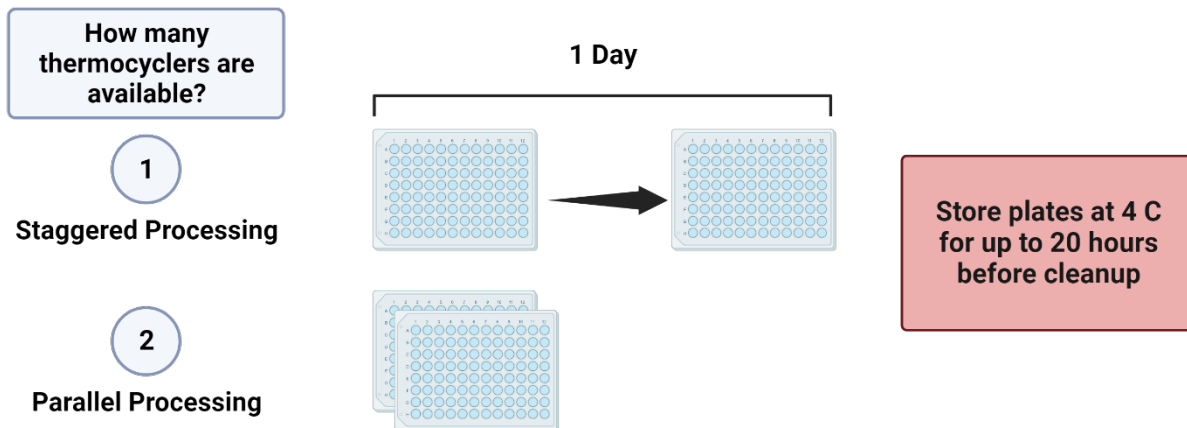 How many
thermocyclers are
available?
1 Day
1
Staggered Processing
Store plates at 4 C
for up to 20 hours
before cleanup
2
Parallel Processing